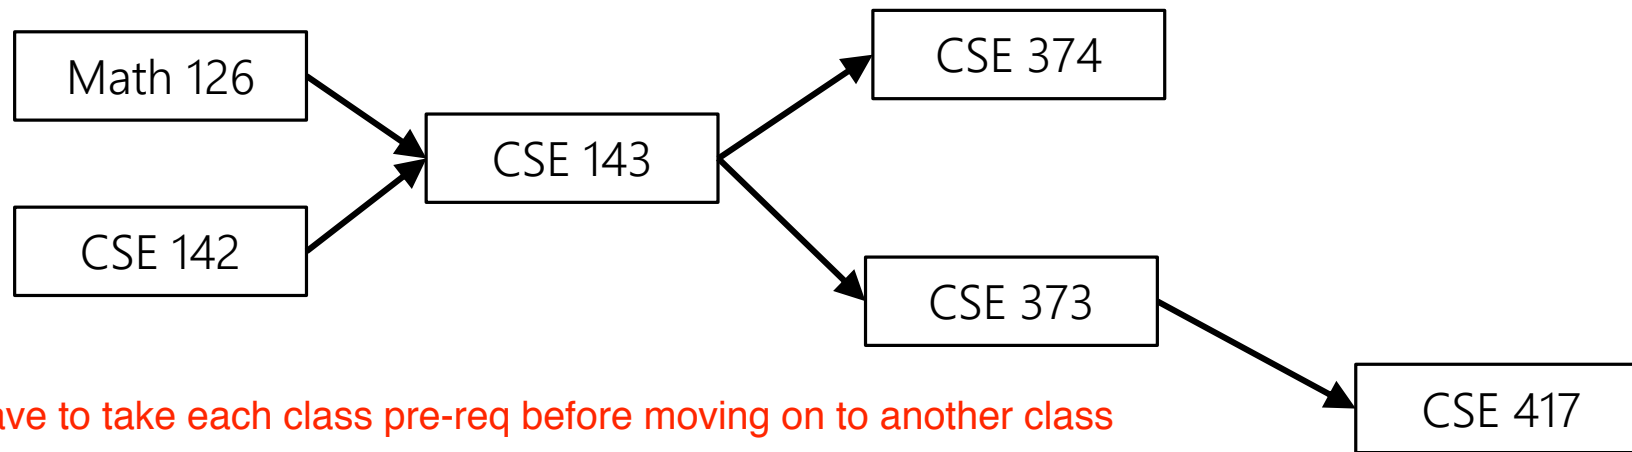 Math 126
CSE 142
CSE 143
CSE 374
CSE 373
CSE 417
to take each class pre-req before moving on to another class